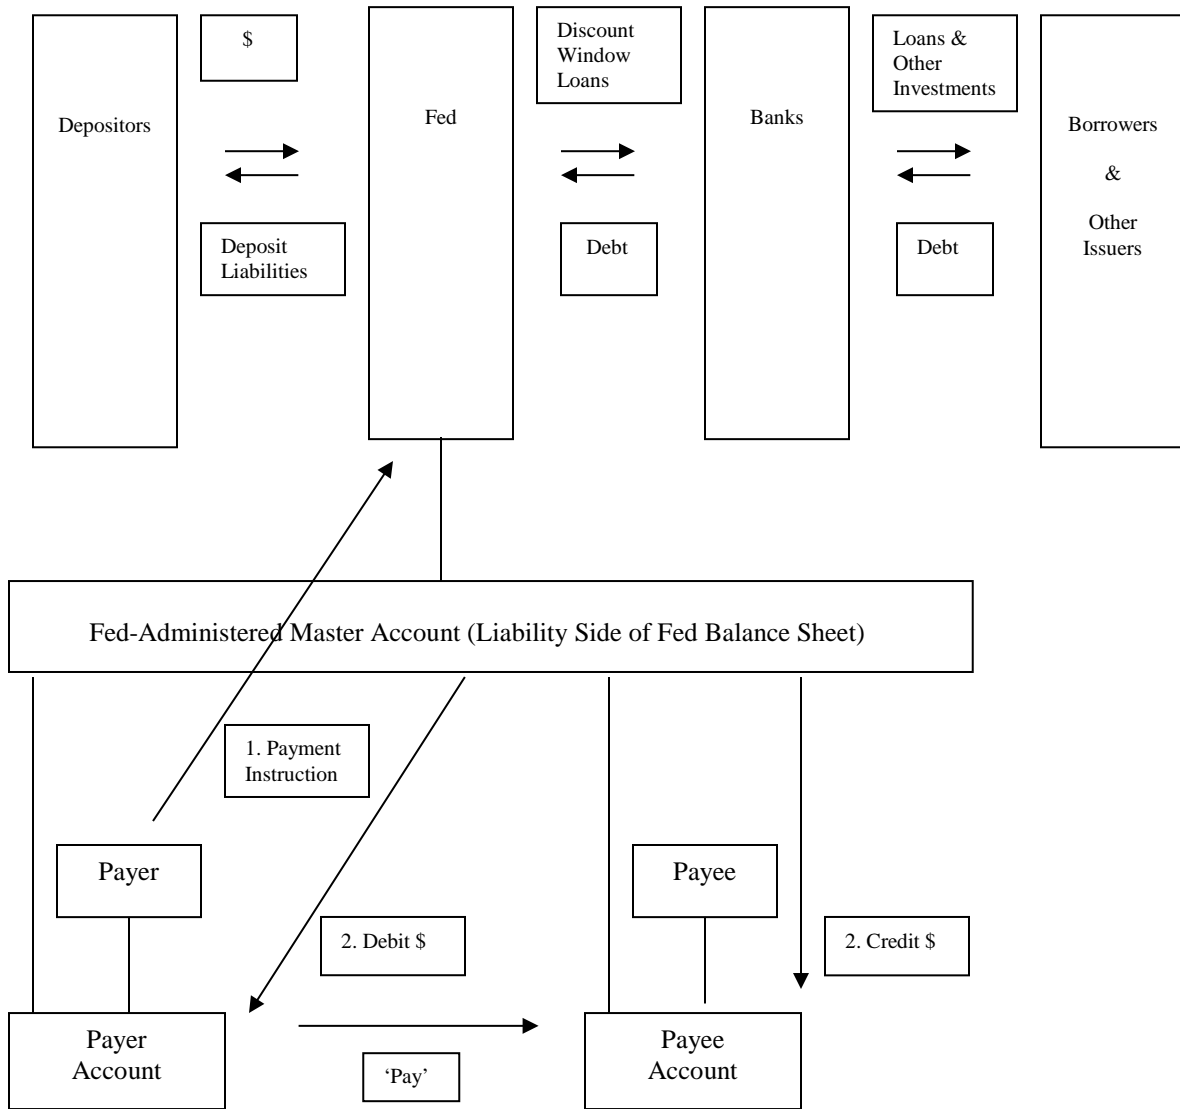 $
Discount
Window
Loans
Loans &
Other
Investments
Depositors
Fed
Banks
Borrowers
&
Other
Issuers
Deposit
Liabilities
Debt
Debt
Fed-Administered Master Account (Liability Side of Fed Balance Sheet)
1. Payment
Instruction
Payer
Payee
2. Debit $
2. Credit $
Payer
Account
‘Pay’
Payee
Account